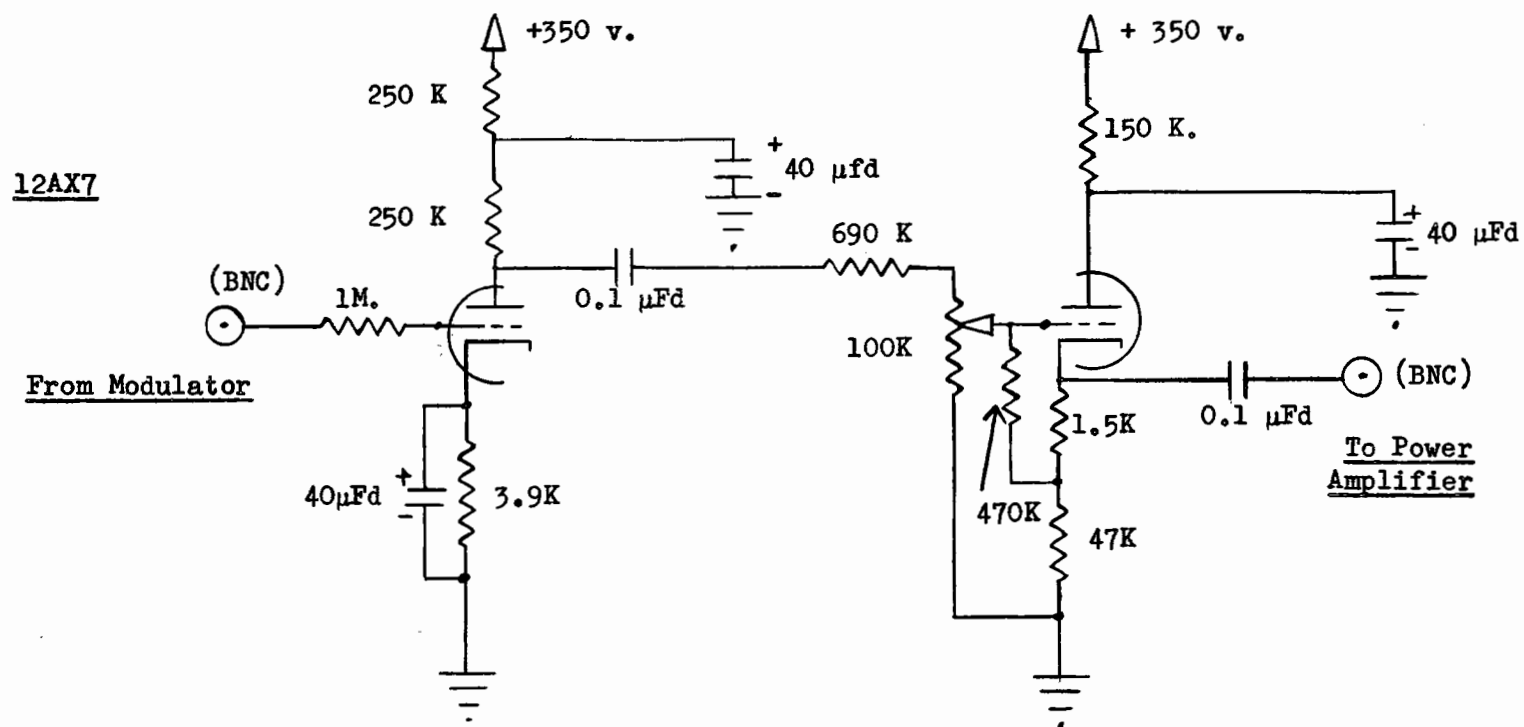 +350 v.
+ 350 v.
250 K
150 K.
+
40 µfd
-
12AX7
250 K
+
40 µFd
-
690 K
(BNC)
1M.
0.1 µFd
100K
(BNC)
From Modulator
1.5K
0.1 µFd
To Power
Amplifier
+
40µFd
-
3.9K
470K
47K